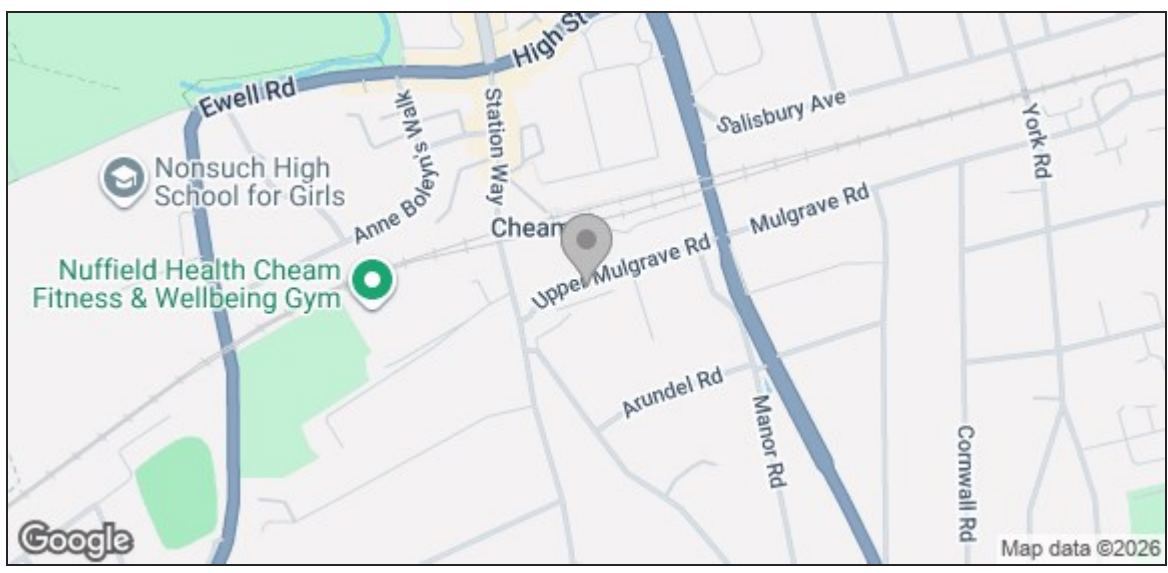 High St
Ewell Rd
Station Way
Anne Boleyn's Walk
Salisbury Ave
York Rd
Nonsuch High
School for Girls
Mulgrave Rd
Cheam
Upper Mulgrave Rd
Nuffield Health Cheam
Fitness & Wellbeing Gym
Arundel Rd
Manor Rd
Cornwall Rd
Google
Map data ©2026